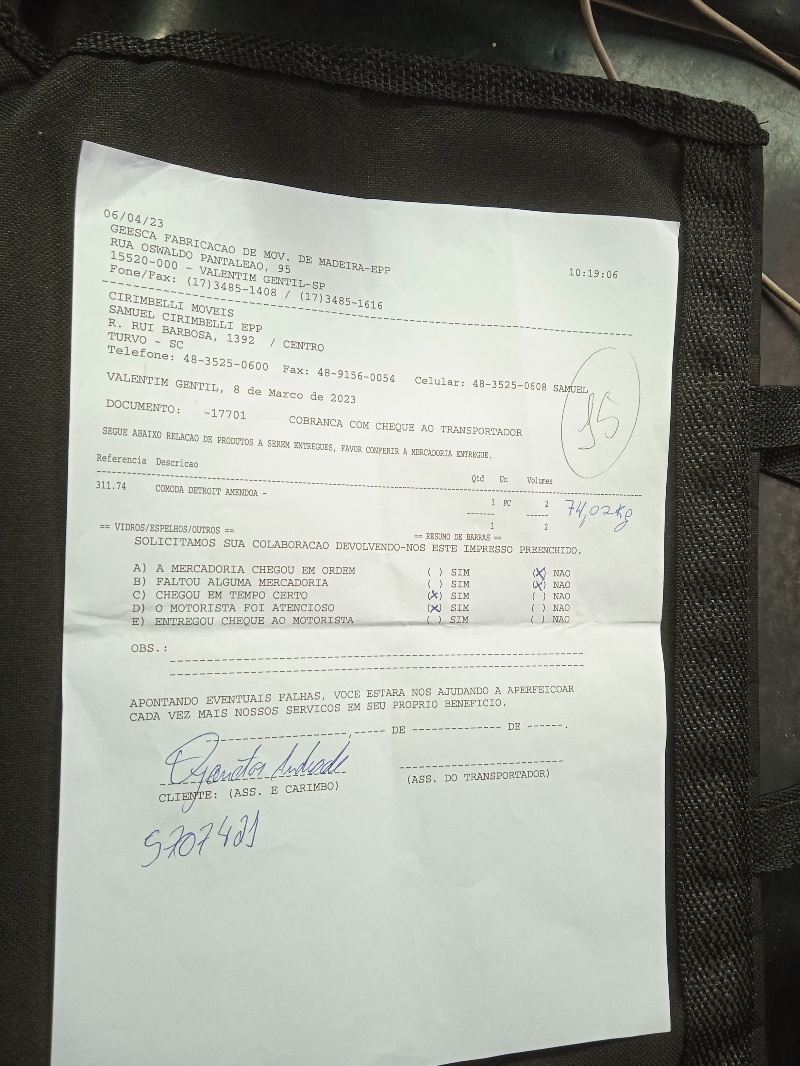 06/04/23
10:19:06
GEESCA FABRICACAO DE MOV. DE MADEIRA-EPP
RUA OSWALDO PANTALEAO, 95
15520-000 - VALENTIM GENTIL-SP
Fone/Fax: (17)3485-1408 / (17)3485-1616
CIRIMBELLI MOVEIS
SAMUEL CIRIMBELLI EPP
R. RUI BARBOSA, 1392 / CENTRO
TURVO - SC
Telefone: 48-3525-0600 Fax: 48-9156-0054 Celular: 48-3525-0608 SAMUEL
VALENTIM GENTIL, 8 de Marco de 2023
DOCUMENTO: -17701 COBRANCA COM CHEQUE AO TRANSPORTADOR
SEGUE ABAIXO RELACAO DE PRODUTOS A SEREM ENTREGUES, FAVOR CONFERIR A MERCADORIA ENTREGUE.
Referencia Descricao Qtd Un Volumes
311.74 COMODA DETROIT AMENDOA - 1 PC 2 74,02kg
1 2
== VIDROS/ESPELHOS/OUTROS == == RESUMO DE BARRAS ==
SOLICITAMOS SUA COLABORACAO DEVOLVENDO-NOS ESTE IMPRESSO PREENCHIDO.
A) A MERCADORIA CHEGOU EM ORDEM ( ) SIM (X) NAO
B) FALTOU ALGUMA MERCADORIA ( ) SIM (X) NAO
C) CHEGOU EM TEMPO CERTO (X) SIM ( ) NAO
D) O MOTORISTA FOI ATENCIOSO (X) SIM ( ) NAO
E) ENTREGOU CHEQUE AO MOTORISTA ( ) SIM ( ) NAO
OBS.:
APONTANDO EVENTUAIS FALHAS, VOCE ESTARA NOS AJUDANDO A APERFEICOAR
CADA VEZ MAIS NOSSOS SERVICOS EM SEU PROPRIO BENEFICIO.
, ----- DE ------------- DE ------.
Andrade
CLIENTE: (ASS. E CARIMBO) (ASS. DO TRANSPORTADOR)
5707421